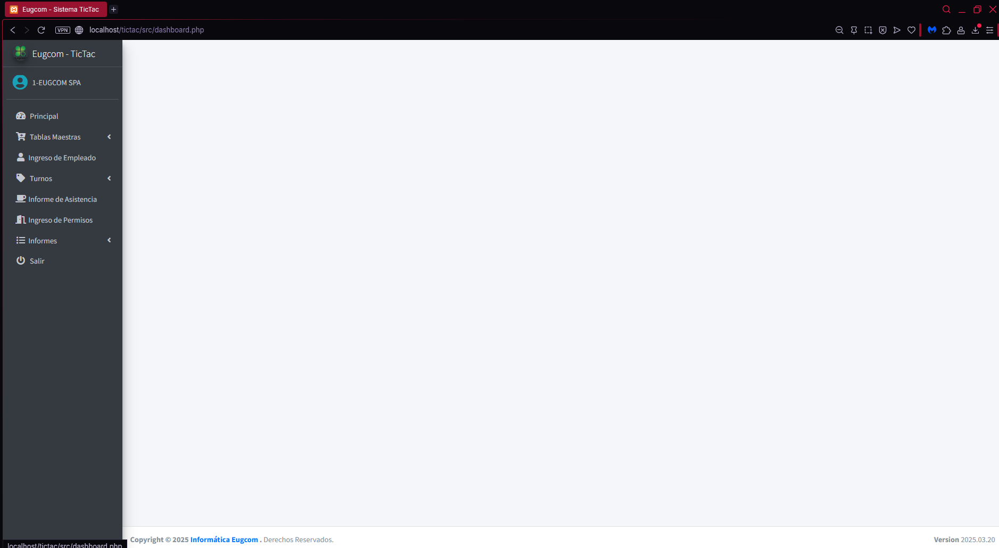 Eugcom - Sistema TicTac
VPN
localhost/tictac/src/dashboard.php
Eugcom - TicTac
1-EUGCOM SPA
Principal
Tablas Maestras
Ingreso de Empleado
Turnos
Informe de Asistencia
Ingreso de Permisos
Informes
Salir
Copyright © 2025 Informática Eugcom . Derechos Reservados.
Version 2025.03.20
localhost/tictac/src/dashboard.php